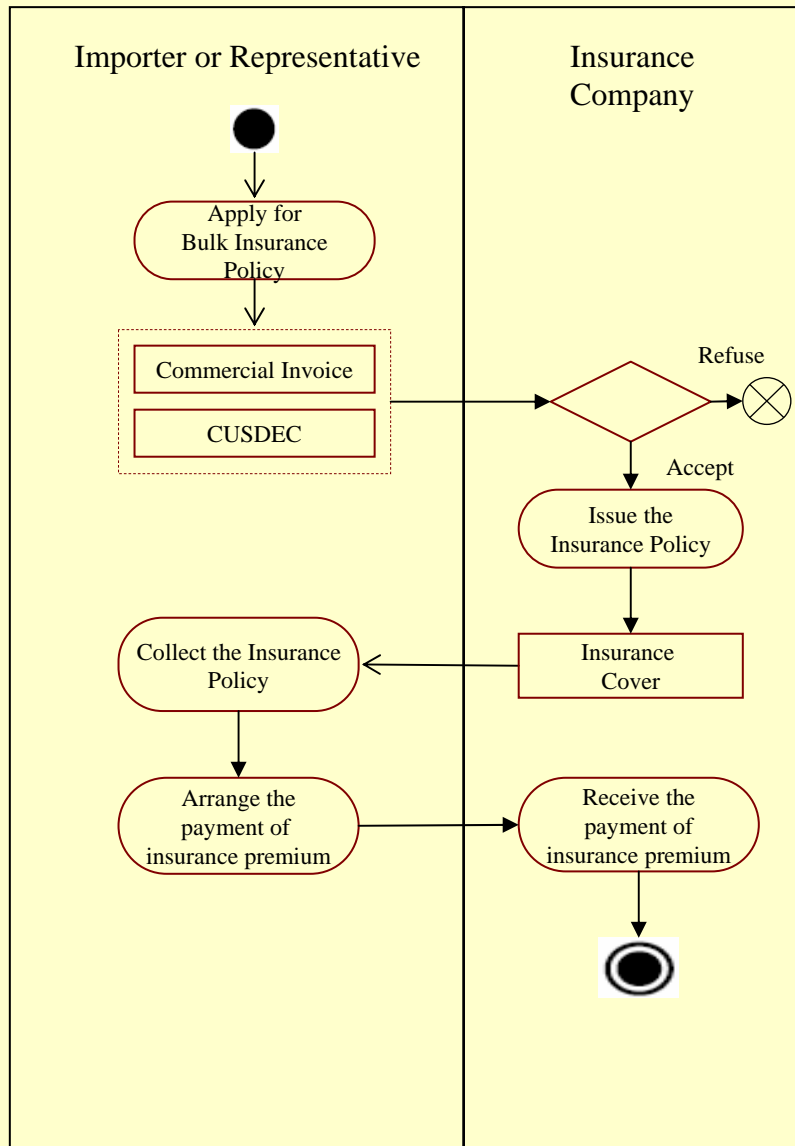 Importer or Representative
Insurance
Company
Apply for
Bulk Insurance
Policy
Commercial Invoice
CUSDEC
Refuse
Accept
Issue the
Insurance Policy
Insurance
Cover
Collect the Insurance
Policy
Arrange the
payment of
insurance premium
Receive the
payment of
insurance premium